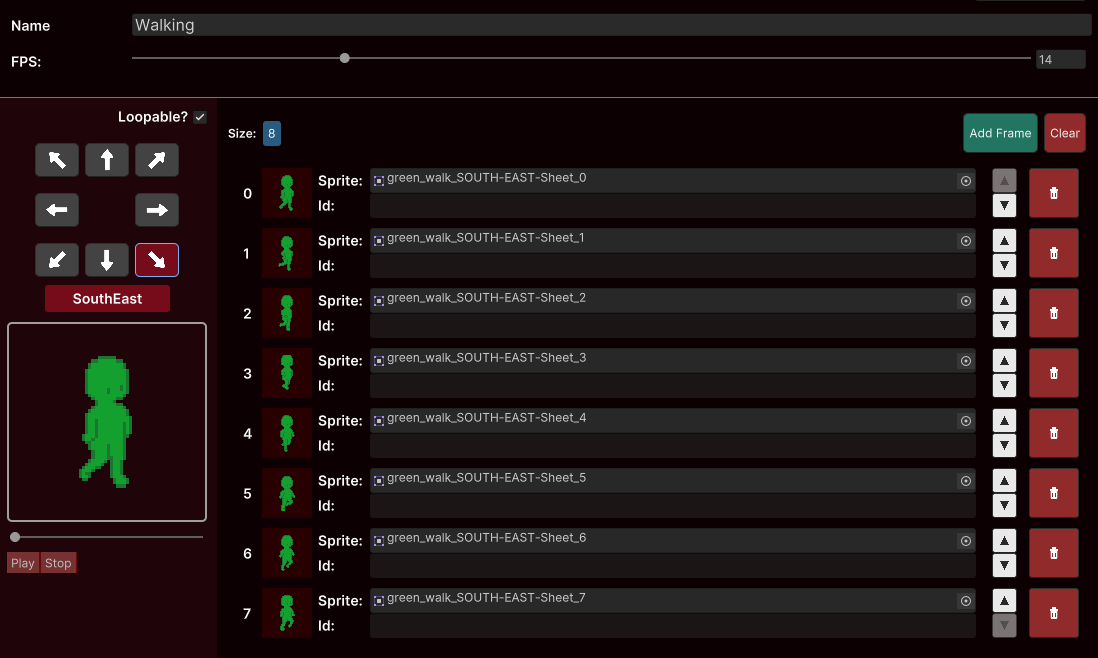 Name
Walking
FPS:
14
Loopable?
SouthEast
Play Stop
Size: 8
Add Frame
Clear
0
Sprite: green_walk_SOUTH-EAST-Sheet_0
Id:
1
Sprite: green_walk_SOUTH-EAST-Sheet_1
Id:
2
Sprite: green_walk_SOUTH-EAST-Sheet_2
Id:
3
Sprite: green_walk_SOUTH-EAST-Sheet_3
Id:
4
Sprite: green_walk_SOUTH-EAST-Sheet_4
Id:
5
Sprite: green_walk_SOUTH-EAST-Sheet_5
Id:
6
Sprite: green_walk_SOUTH-EAST-Sheet_6
Id:
7
Sprite: green_walk_SOUTH-EAST-Sheet_7
Id: